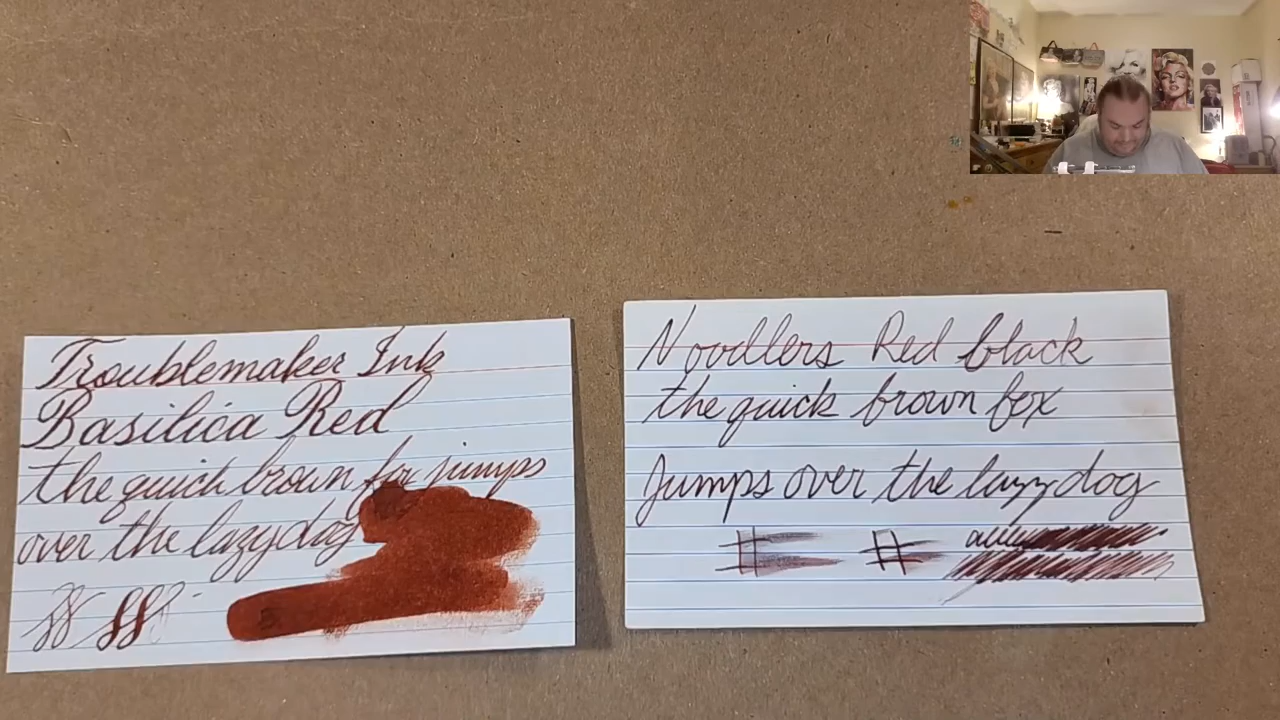 Troublemaker Ink
Basilica Red
the quick brown fox jumps
over the lazy dog
Noodlers Red black
the quick brown fox
Jumps over the lazy dog